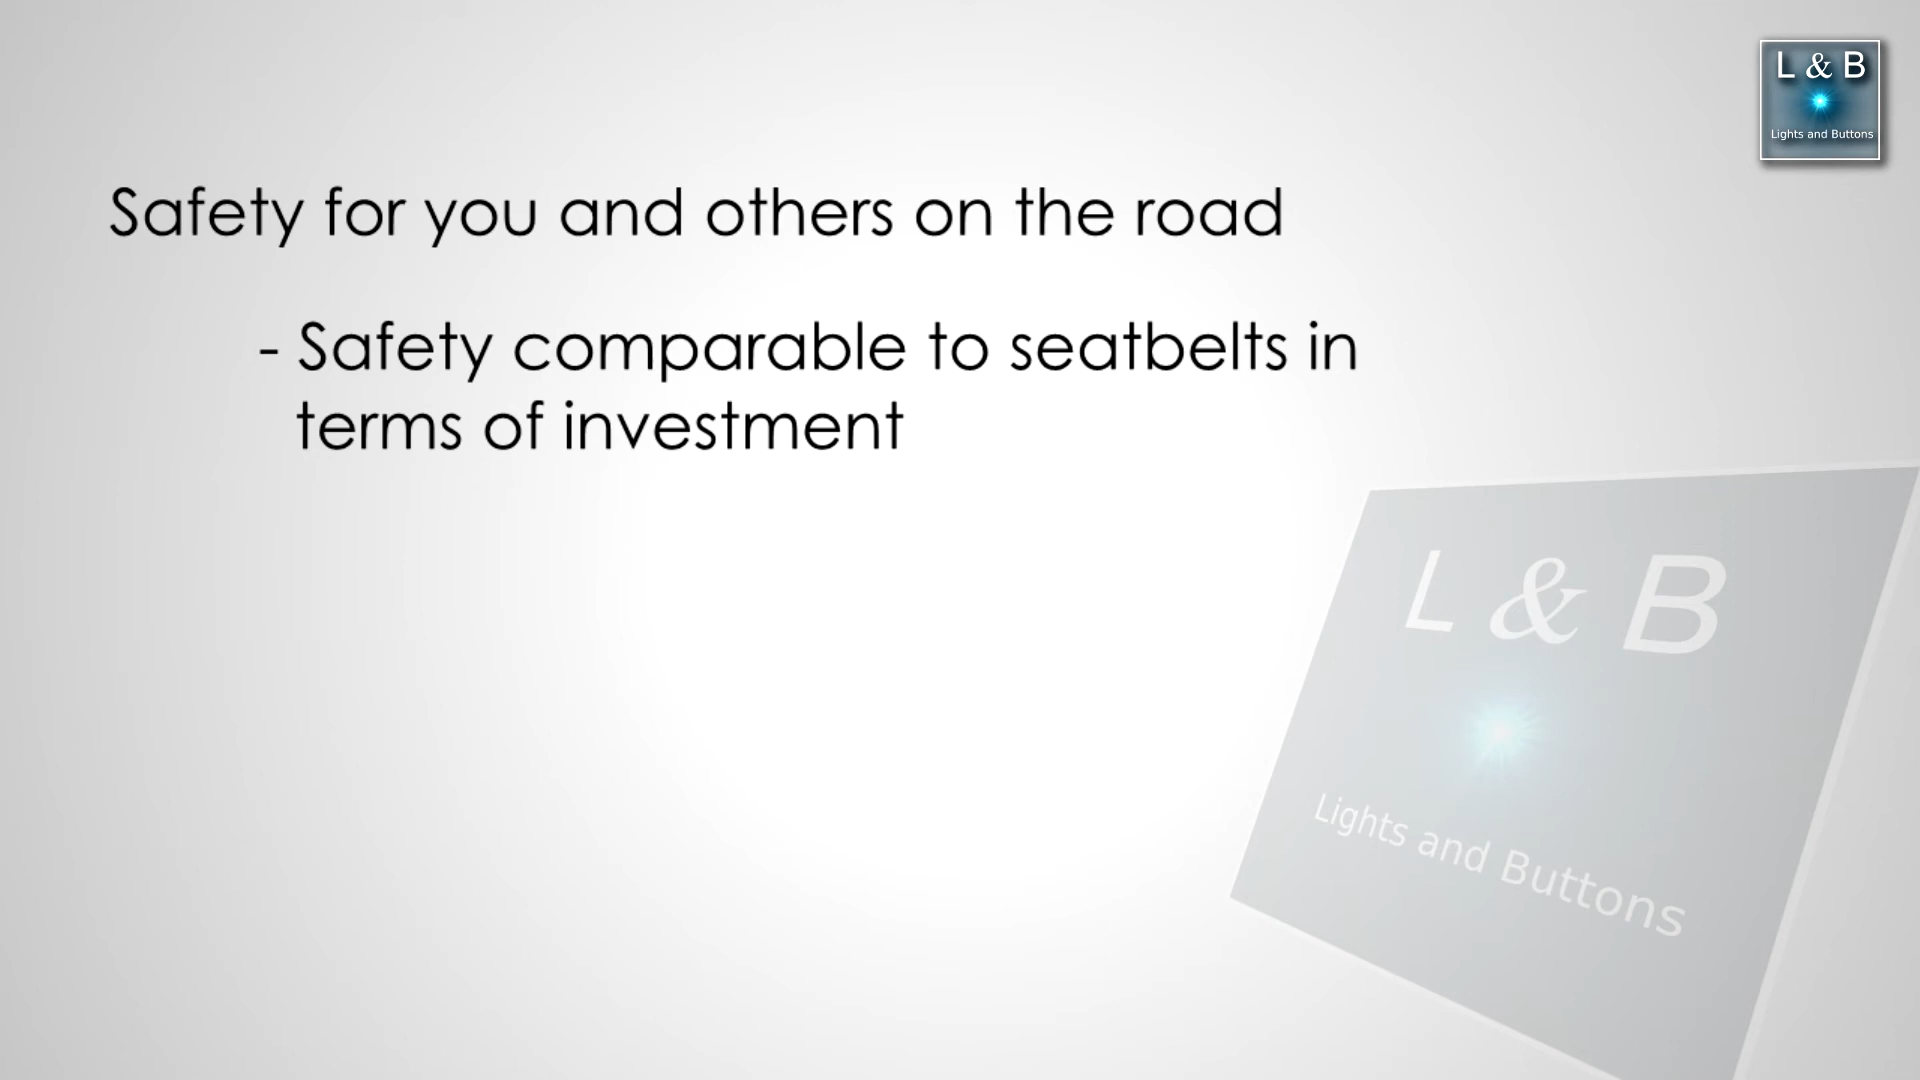 L & B
Lights and Buttons
Safety for you and others on the road
- Safety comparable to seatbelts in
terms of investment
L & B
Lights and Buttons